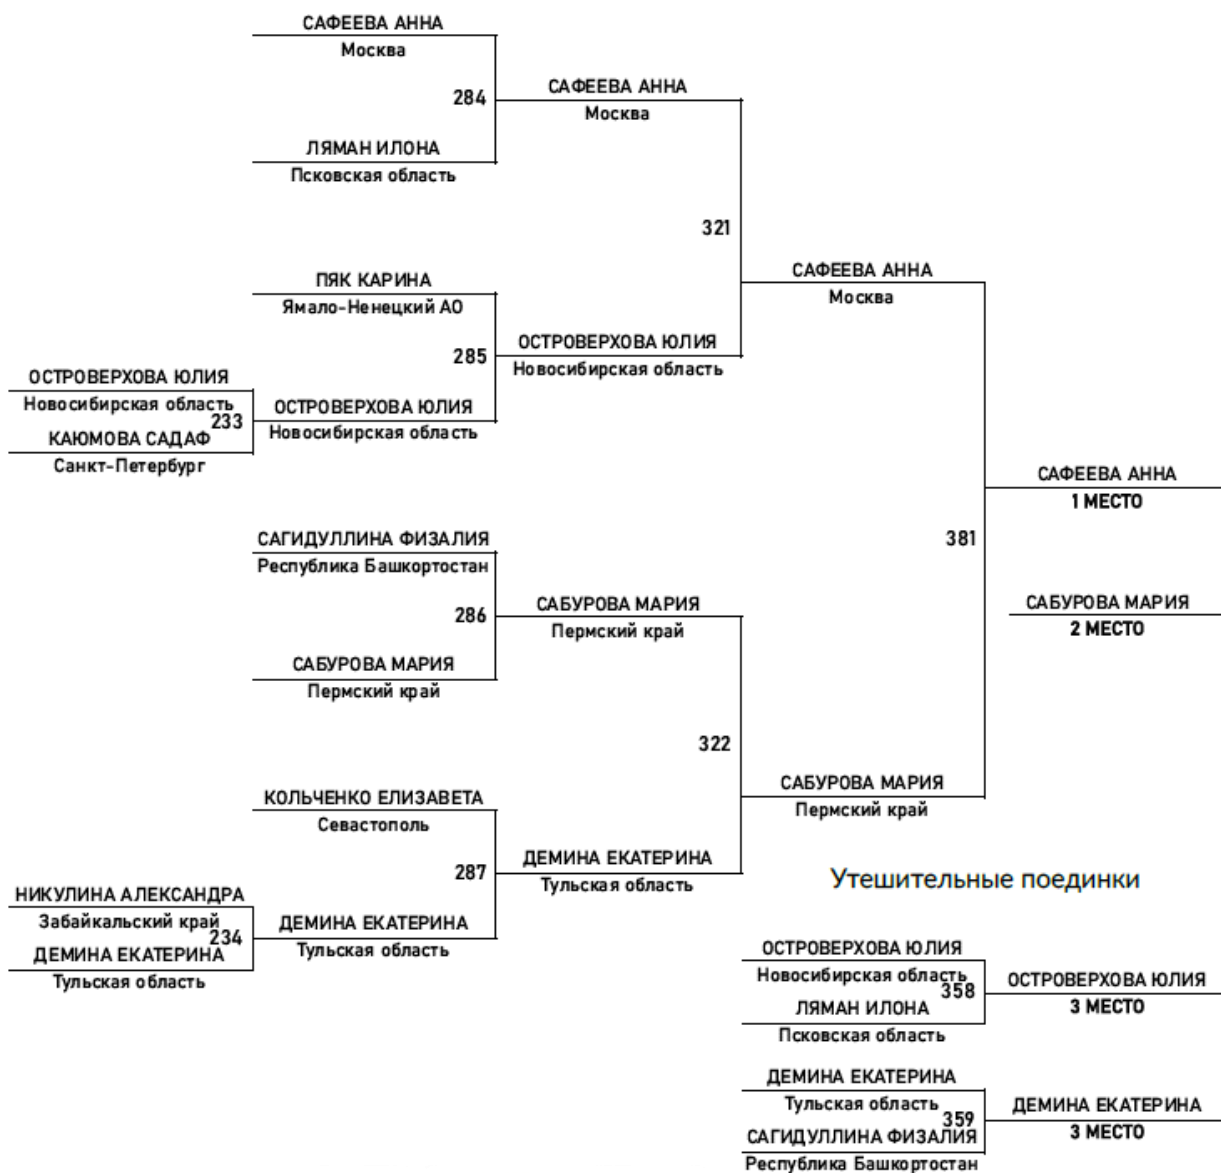 САФЕЕВА АННА
Москва
284
САФЕЕВА АННА
Москва
ЛЯМАН ИЛОНА
Псковская область
321
ПЯК КАРИНА
Ямало-Ненецкий АО
САФЕЕВА АННА
Москва
285
ОСТРОВЕРХОВА ЮЛИЯ
Новосибирская область
ОСТРОВЕРХОВА ЮЛИЯ
Новосибирская область
233
КАЮМОВА САДАФ
Санкт-Петербург
ОСТРОВЕРХОВА ЮЛИЯ
Новосибирская область
САФЕЕВА АННА
1 МЕСТО
381
САГИДУЛЛИНА ФИЗАЛИЯ
Республика Башкортостан
286
САБУРОВА МАРИЯ
Пермский край
САБУРОВА МАРИЯ
2 МЕСТО
САБУРОВА МАРИЯ
Пермский край
322
КОЛЬЧЕНКО ЕЛИЗАВЕТА
Севастополь
САБУРОВА МАРИЯ
Пермский край
287
ДЕМИНА ЕКАТЕРИНА
Тульская область
НИКУЛИНА АЛЕКСАНДРА
Забайкальский край
234
ДЕМИНА ЕКАТЕРИНА
Тульская область
ДЕМИНА ЕКАТЕРИНА
Тульская область
Утешительные поединки
ОСТРОВЕРХОВА ЮЛИЯ
Новосибирская область
358
ЛЯМАН ИЛОНА
Псковская область
ОСТРОВЕРХОВА ЮЛИЯ
3 МЕСТО
ДЕМИНА ЕКАТЕРИНА
Тульская область
359
САГИДУЛЛИНА ФИЗАЛИЯ
Республика Башкортостан
ДЕМИНА ЕКАТЕРИНА
3 МЕСТО